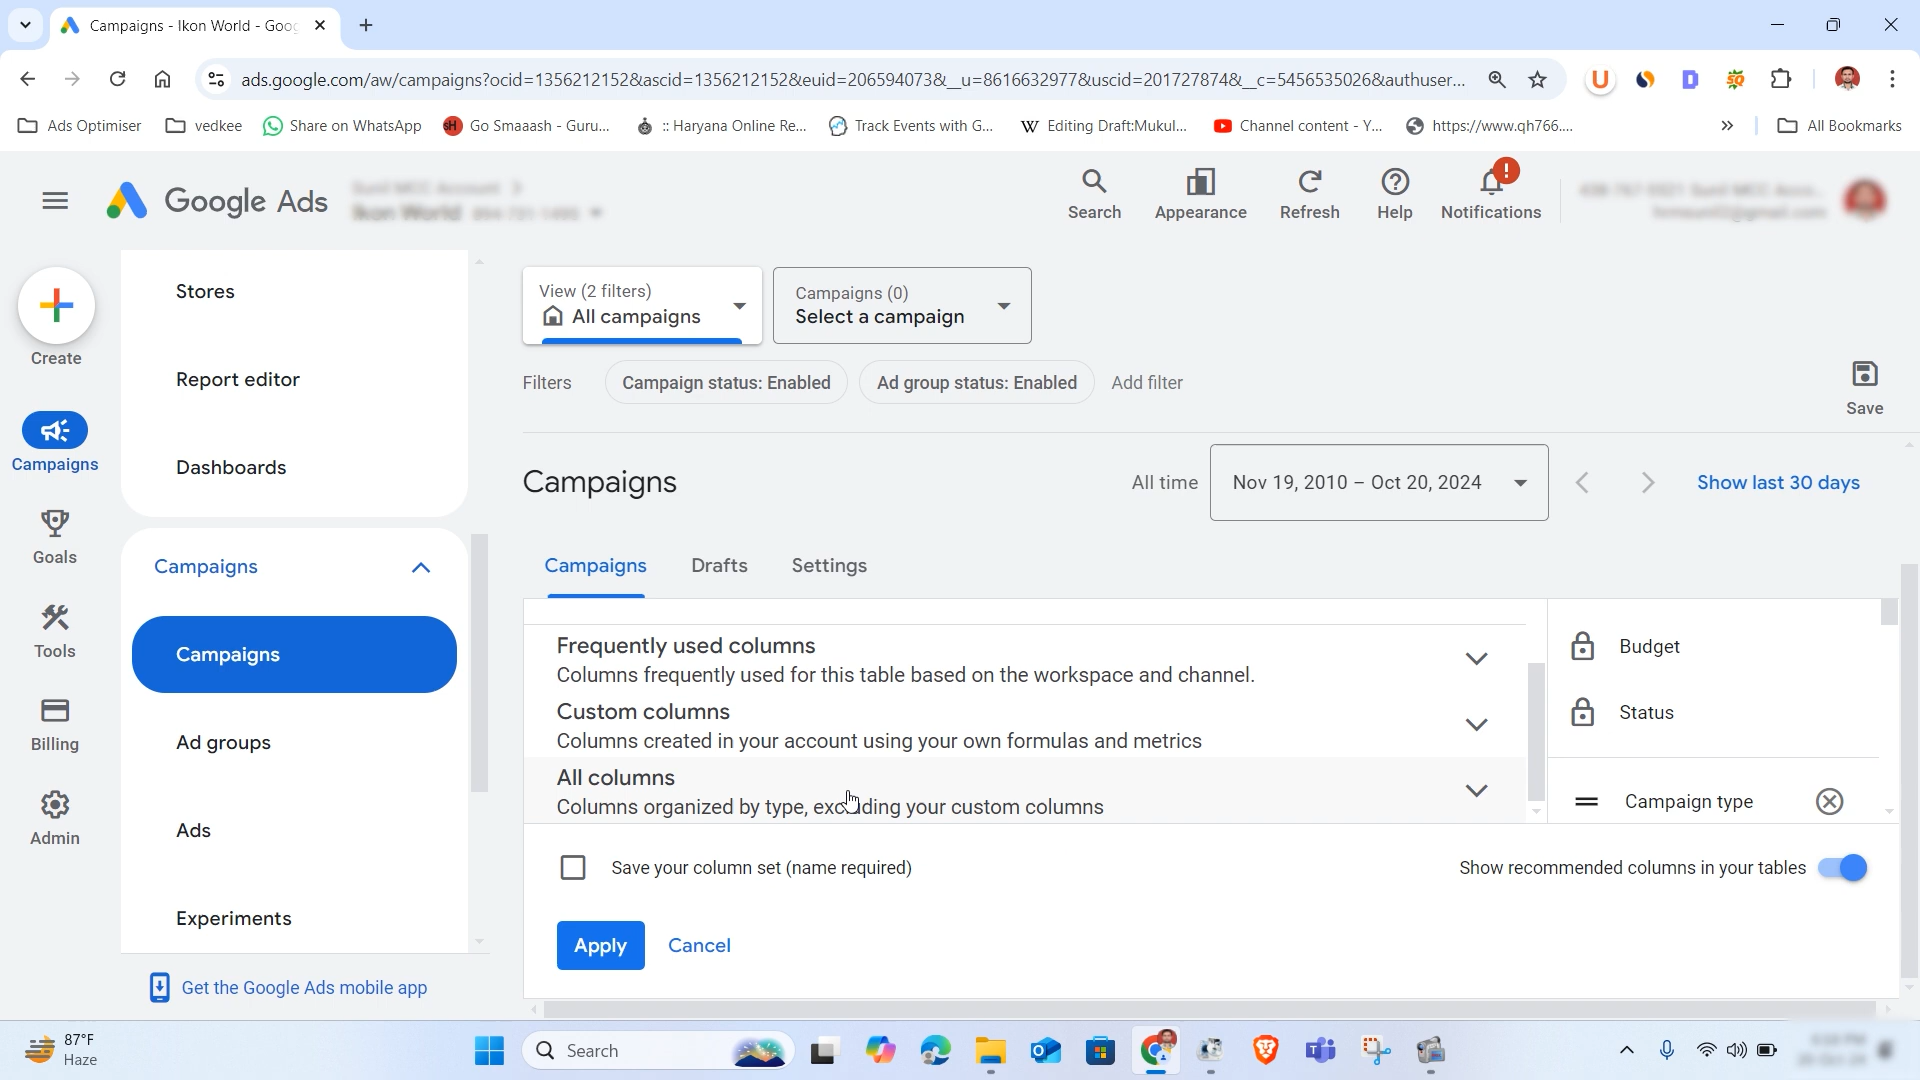 Campaigns - Ikon World - Goog
ads.google.com/aw/campaigns?ocid=1356212152&ascid=1356212152&euid=206594073&__u=8616632977&uscid=201727874&__c=5456535026&authuser...
Ads Optimiser
vedkee
Share on WhatsApp
Go Smaaash - Guru...
:: Haryana Online Re...
Track Events with G...
Editing Draft:Mukul...
Channel content - Y...
https://www.qh766....
All Bookmarks
Google Ads
Ikon World
Search
Appearance
Refresh
Help
Notifications
Create
Campaigns
Goals
Tools
Billing
Admin
Stores
Report editor
Dashboards
Campaigns
Campaigns
Ad groups
Ads
Experiments
Get the Google Ads mobile app
View (2 filters)
All campaigns
Campaigns (0)
Select a campaign
Filters
Campaign status: Enabled
Ad group status: Enabled
Add filter
Save
Campaigns
All time
Nov 19, 2010 – Oct 20, 2024
Show last 30 days
Campaigns
Drafts
Settings
Frequently used columns
Columns frequently used for this table based on the workspace and channel.
Custom columns
Columns created in your account using your own formulas and metrics
All columns
Columns organized by type, excluding your custom columns
Budget
Status
Campaign type
Save your column set (name required)
Show recommended columns in your tables
Apply
Cancel
87°F
Haze
Search